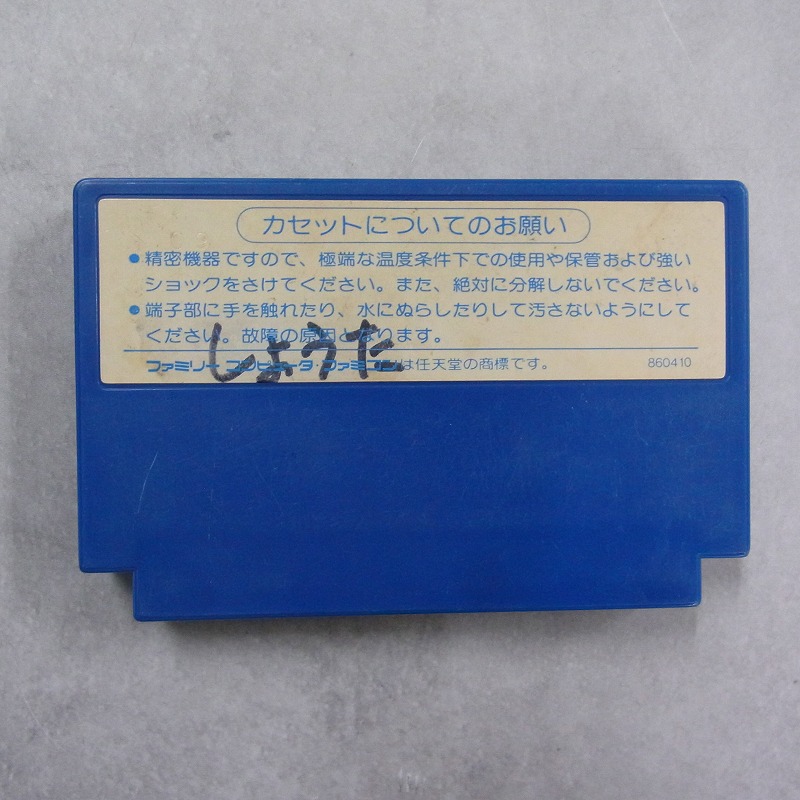 カセットについてのお願い
●精密機器ですので、極端な温度条件下での使用や保管および強い
ショックをさけてください。また、絶対に分解しないでください。
●端子部に手を触れたり、水にぬらしたりして汚さないようにして
ください。故障の原因となります。
しょうた
ファミリーコンピュータ・ファミコンは任天堂の商標です。 860410